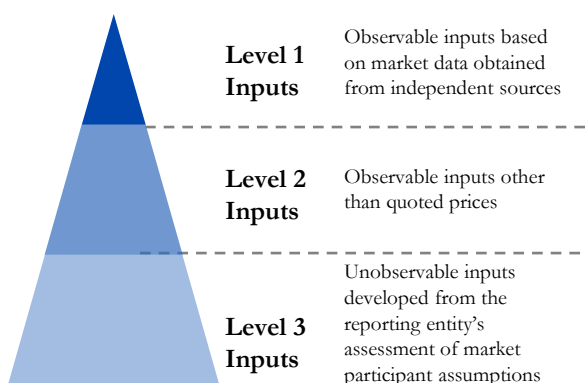 Level 1
Inputs
Observable inputs based
on market data obtained
from independent sources
Level 2
Inputs
Observable inputs other
than quoted prices
Level 3
Inputs
Unobservable inputs
developed from the
reporting entity's
assessment of market
participant assumptions